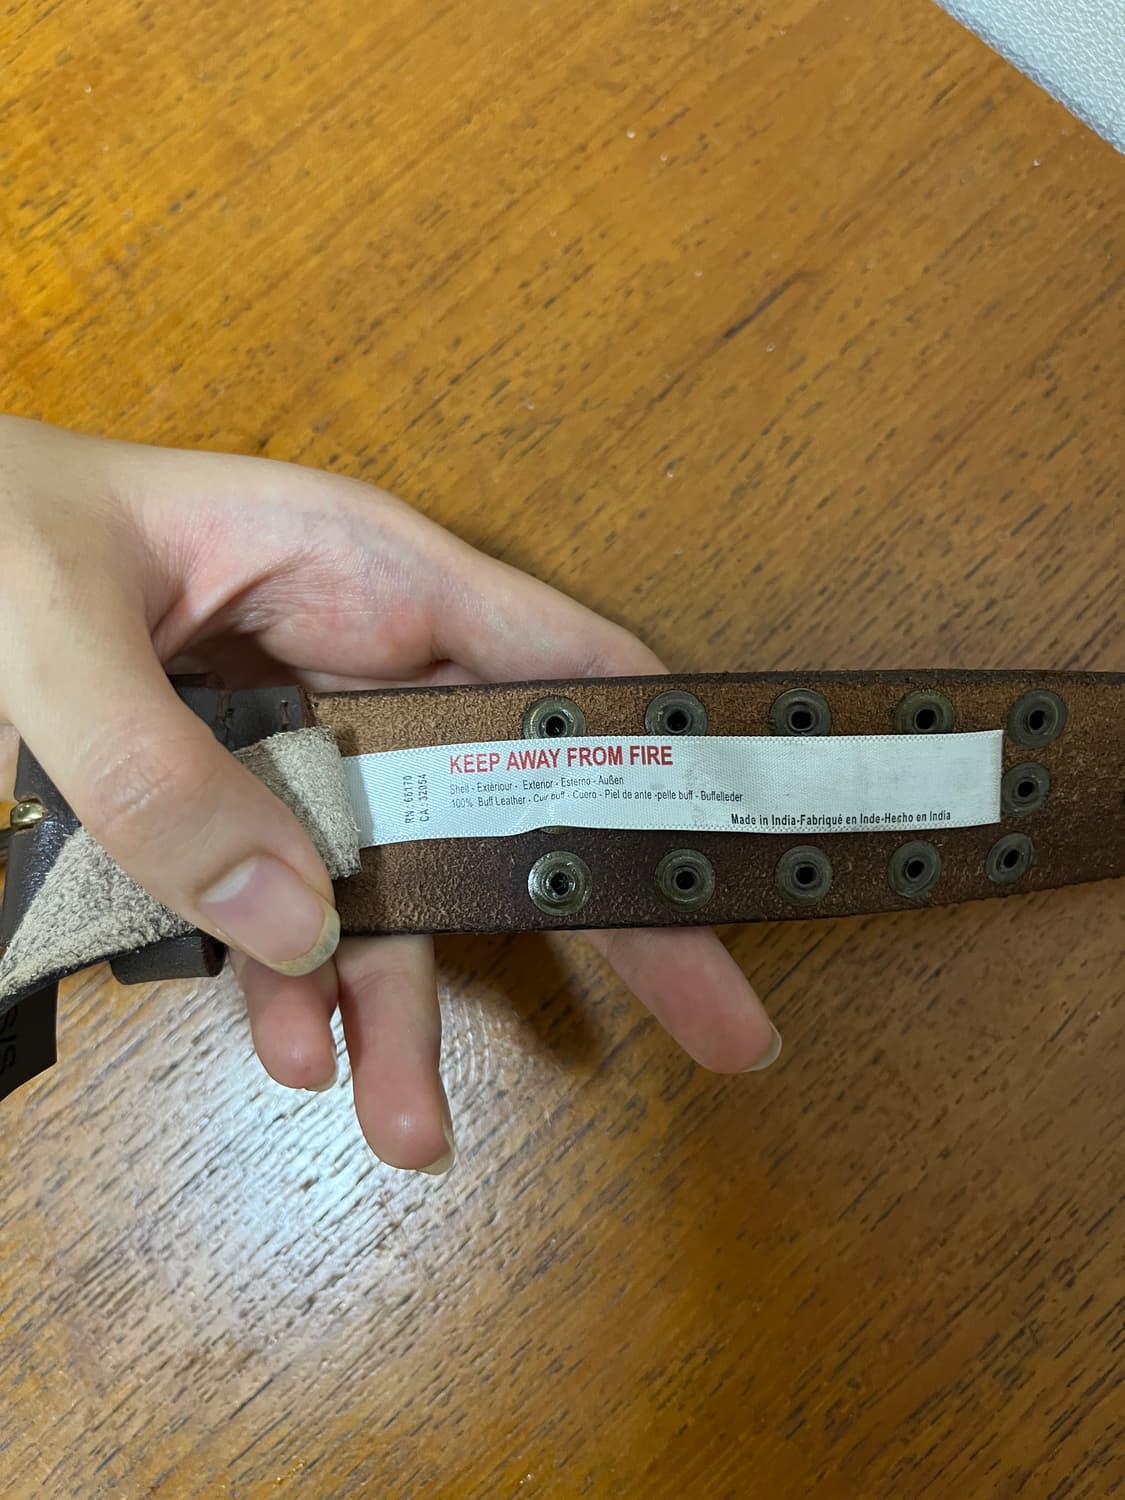 KEEP AWAY FROM FIRE
Shell - Extériour - Exterior - Esterno - Außen
100% Buff Leather - Cuir buff - Cuero - Piel de ante -pelle buff - Buffelleder
Made in India-Fabriqué en Inde-Hecho en India
RN: 66170
CA : 32054